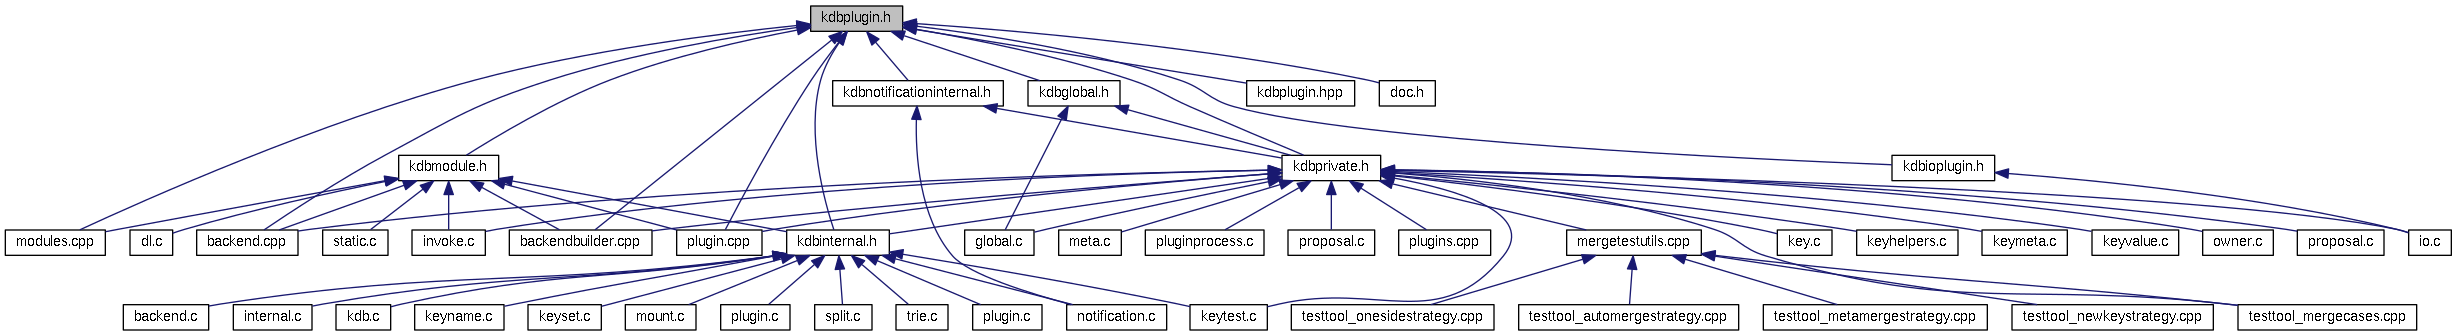 kdbplugin.h
kdbnotificationinternal.h
kdbglobal.h
kdbplugin.hpp
doc.h
kdbmodule.h
kdbprivate.h
kdbioplugin.h
modules.cpp
dl.c
backend.cpp
static.c
invoke.c
backendbuilder.cpp
plugin.cpp
kdbinternal.h
global.c
meta.c
pluginprocess.c
proposal.c
plugins.cpp
mergetestutils.cpp
key.c
keyhelpers.c
keymeta.c
keyvalue.c
owner.c
proposal.c
io.c
backend.c
internal.c
kdb.c
keyname.c
keyset.c
mount.c
plugin.c
split.c
trie.c
plugin.c
notification.c
keytest.c
testtool_onesidestrategy.cpp
testtool_automergestrategy.cpp
testtool_metamergestrategy.cpp
testtool_newkeystrategy.cpp
testtool_mergecases.cpp